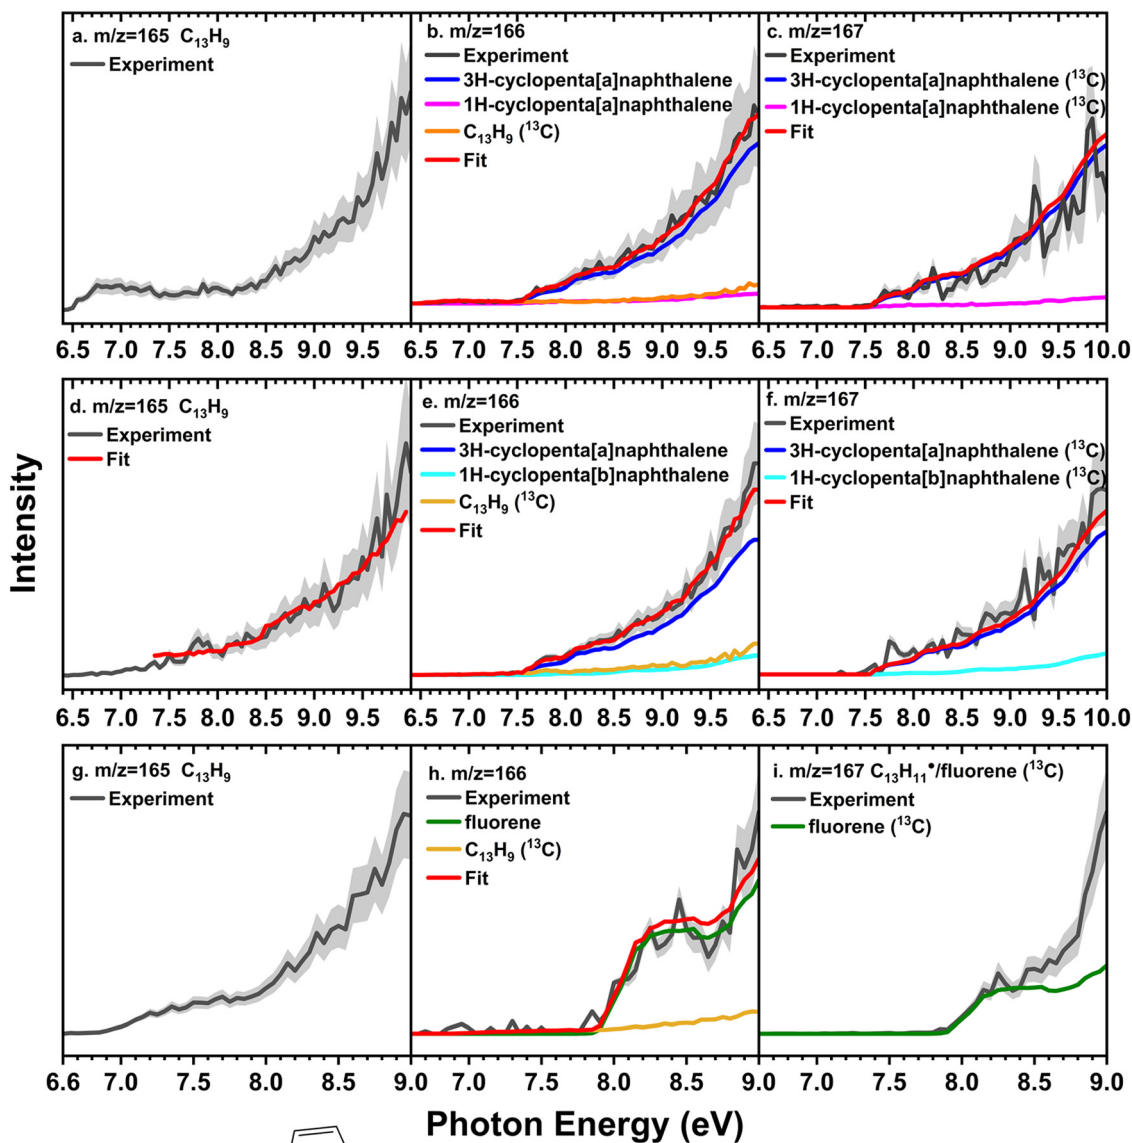 a. m/z=165 C₁₃H₉
Experiment
b. m/z=166
Experiment
3H-cyclopenta[a]naphthalene
1H-cyclopenta[a]naphthalene
C₁₃H₉ (¹³C)
Fit
c. m/z=167
Experiment
3H-cyclopenta[a]naphthalene (¹³C)
1H-cyclopenta[a]naphthalene (¹³C)
Fit
6.5 7.0 7.5 8.0 8.5 9.0 9.5 6.5 7.0 7.5 8.0 8.5 9.0 9.5 6.5 7.0 7.5 8.0 8.5 9.0 9.5 10.0
d. m/z=165 C₁₃H₉
Experiment
Fit
e. m/z=166
Experiment
3H-cyclopenta[a]naphthalene
1H-cyclopenta[b]naphthalene
C₁₃H₉ (¹³C)
Fit
f. m/z=167
Experiment
3H-cyclopenta[a]naphthalene (¹³C)
1H-cyclopenta[b]naphthalene (¹³C)
Fit
6.5 7.0 7.5 8.0 8.5 9.0 9.5 6.5 7.0 7.5 8.0 8.5 9.0 9.5 6.5 7.0 7.5 8.0 8.5 9.0 9.5 10.0
Intensity
g. m/z=165 C₁₃H₉
Experiment
h. m/z=166
Experiment
fluorene
C₁₃H₉ (¹³C)
Fit
i. m/z=167 C₁₃H₁₁•/fluorene (¹³C)
Experiment
fluorene (¹³C)
6.6 7.0 7.5 8.0 8.5 9.0 7.0 7.5 8.0 8.5 9.0 7.0 7.5 8.0 8.5 9.0
Photon Energy (eV)